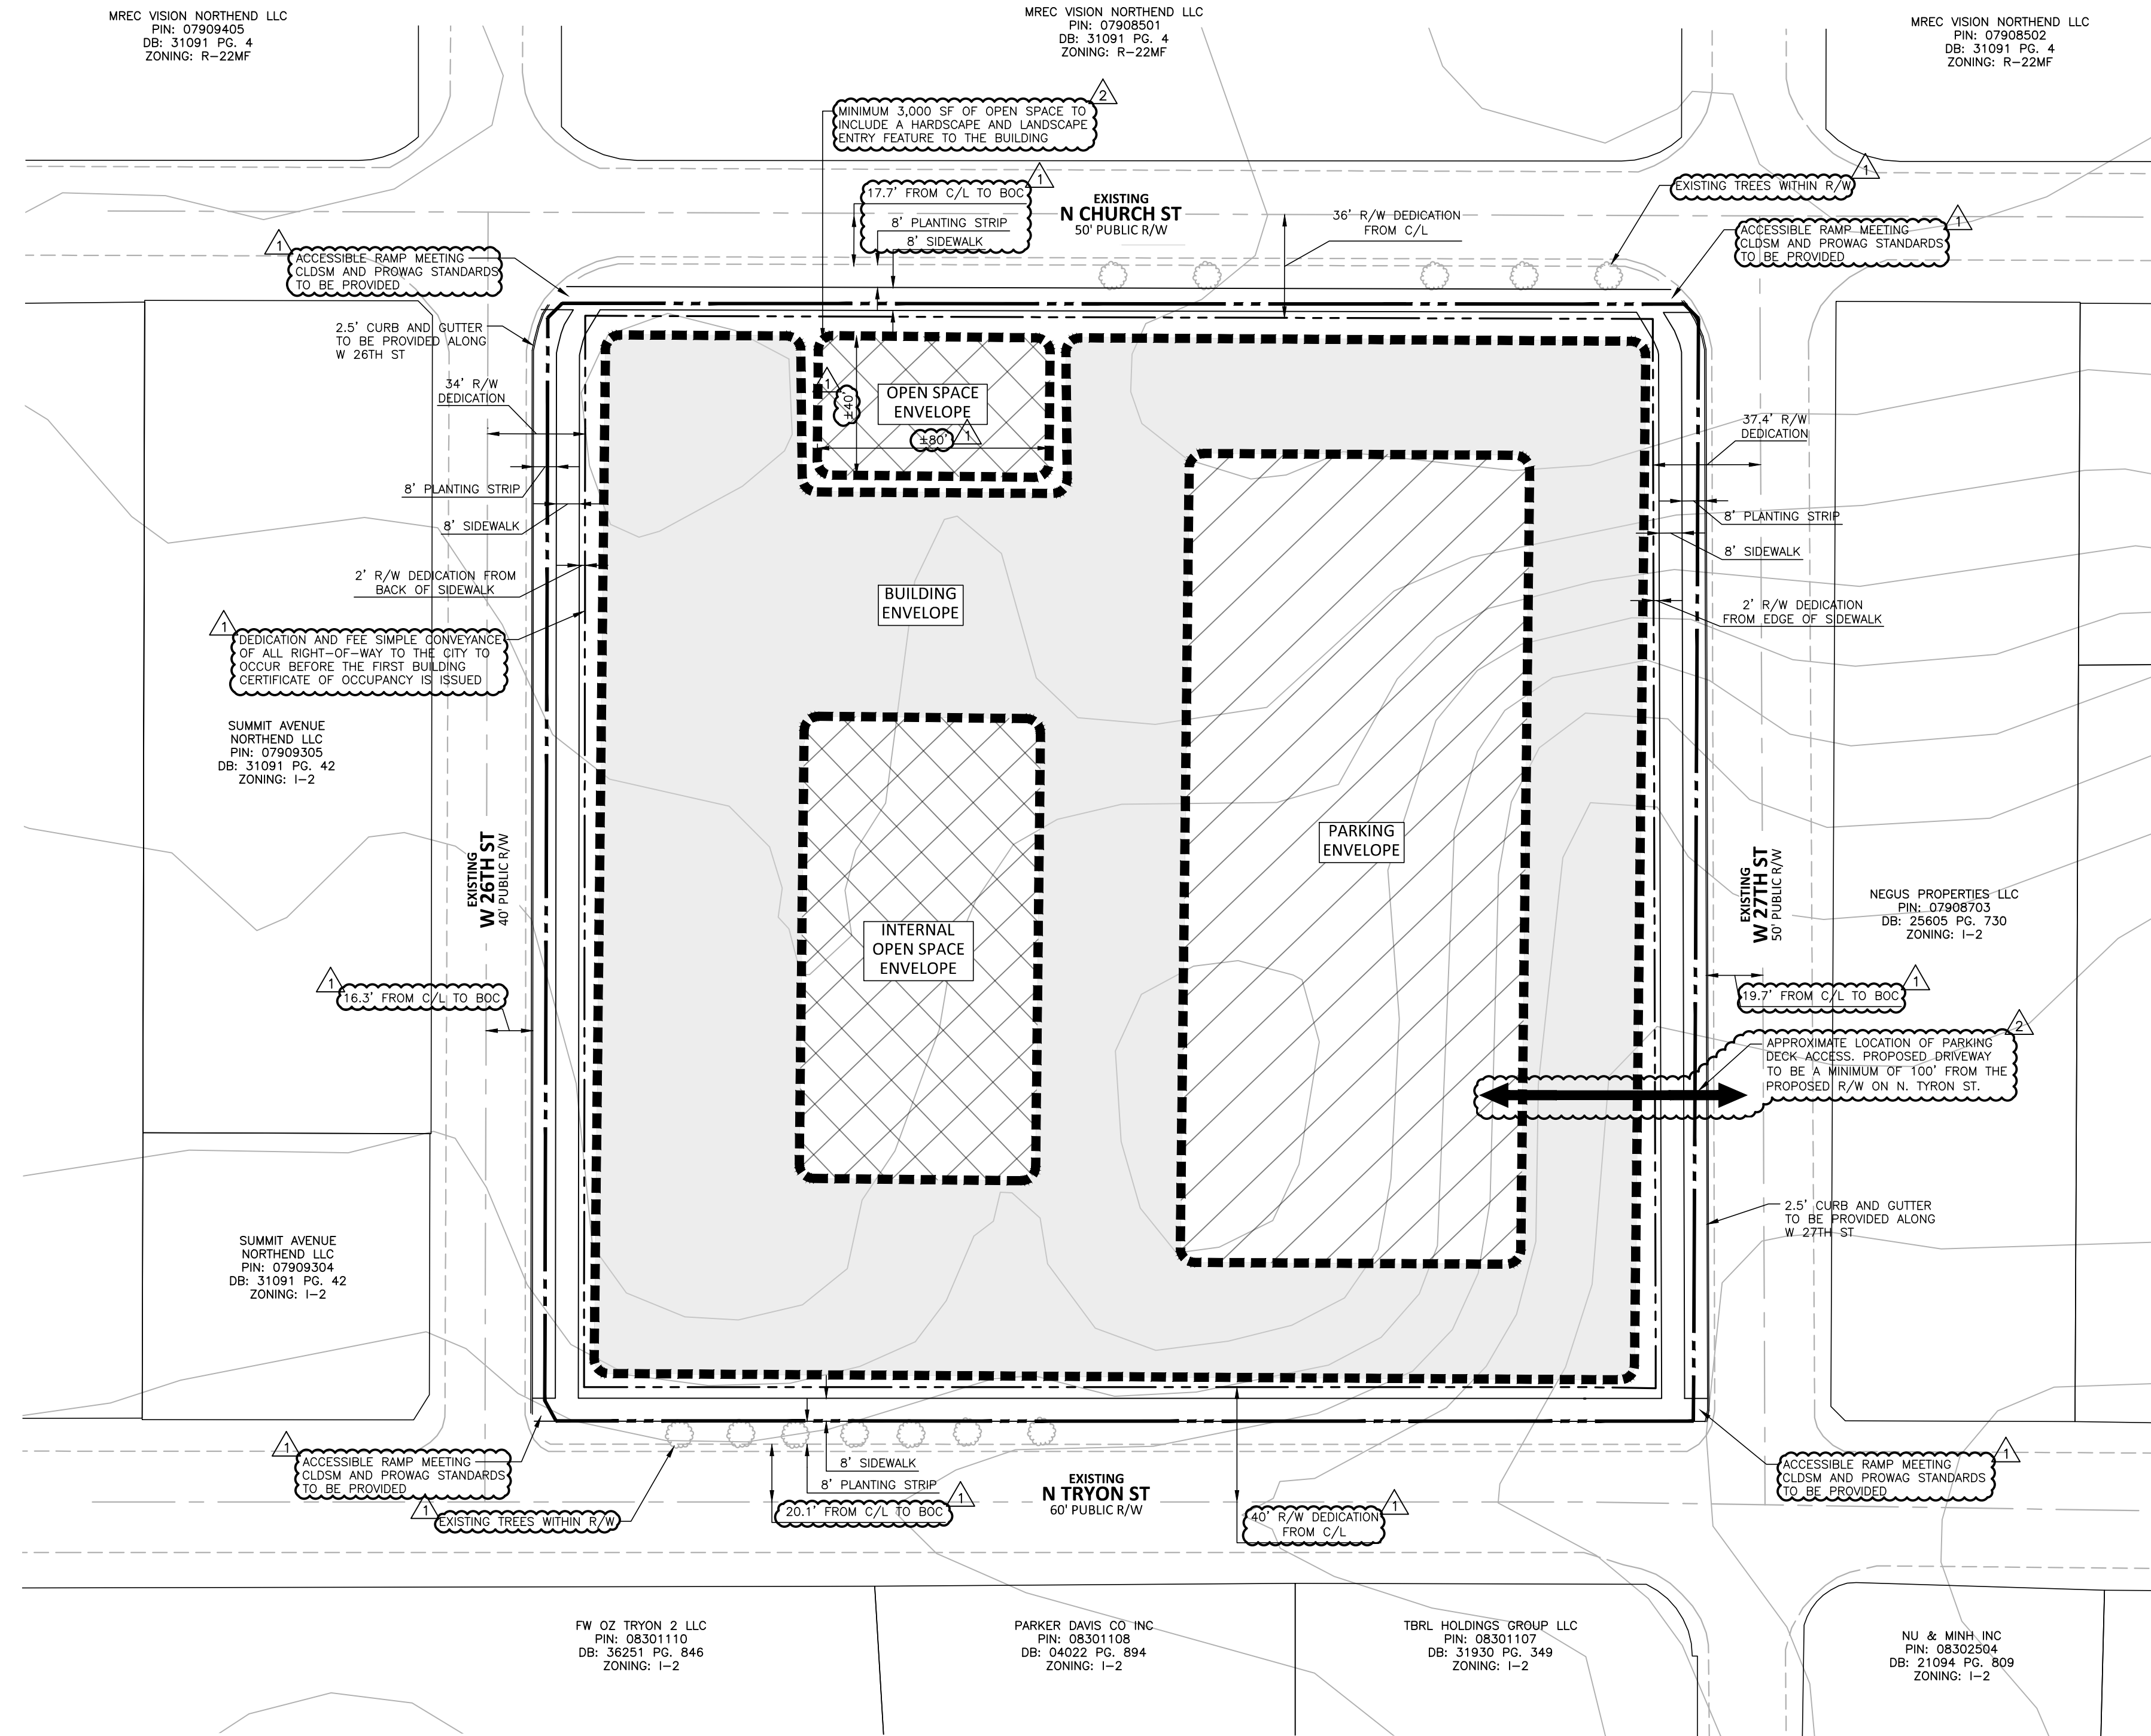 MREC VISION NORTHEND LLC
PIN: 07909405
DB: 31091 PG. 4
ZONING: R-22MF
MREC VISION NORTHEND LLC
PIN: 07908501
DB: 31091 PG. 4
ZONING: R-22MF
MREC VISION NORTHEND LLC
PIN: 07908502
DB: 31091 PG. 4
ZONING: R-22MF
2
MINIMUM 3,000 SF OF OPEN SPACE TO
INCLUDE A HARDSCAPE AND LANDSCAPE
ENTRY FEATURE TO THE BUILDING
1
17.7' FROM C/L TO BOC
8' PLANTING STRIP
8' SIDEWALK
EXISTING
N CHURCH ST
50' PUBLIC R/W
36' R/W DEDICATION
FROM C/L
1
EXISTING TREES WITHIN R/W
1
ACCESSIBLE RAMP MEETING
CLDSM AND PROWAG STANDARDS
TO BE PROVIDED
1
ACCESSIBLE RAMP MEETING
CLDSM AND PROWAG STANDARDS
TO BE PROVIDED
2.5' CURB AND GUTTER
TO BE PROVIDED ALONG
W 26TH ST
34' R/W
DEDICATION
8' PLANTING STRIP
8' SIDEWALK
2' R/W DEDICATION FROM
BACK OF SIDEWALK
1
DEDICATION AND FEE SIMPLE CONVEYANCE
OF ALL RIGHT-OF-WAY TO THE CITY TO
OCCUR BEFORE THE FIRST BUILDING
CERTIFICATE OF OCCUPANCY IS ISSUED
SUMMIT AVENUE
NORTHEND LLC
PIN: 07909305
DB: 31091 PG. 42
ZONING: I-2
1
±40'
OPEN SPACE
ENVELOPE
±80'
1
BUILDING
ENVELOPE
37.4' R/W
DEDICATION
8' PLANTING STRIP
8' SIDEWALK
2' R/W DEDICATION
FROM EDGE OF SIDEWALK
PARKING
ENVELOPE
INTERNAL
OPEN SPACE
ENVELOPE
EXISTING
W 26TH ST
40' PUBLIC R/W
EXISTING
W 27TH ST
50' PUBLIC R/W
NEGUS PROPERTIES LLC
PIN: 07908703
DB: 25605 PG. 730
ZONING: I-2
1
16.3' FROM C/L TO BOC
1
19.7' FROM C/L TO BOC
2
APPROXIMATE LOCATION OF PARKING
DECK ACCESS. PROPOSED DRIVEWAY
TO BE A MINIMUM OF 100' FROM THE
PROPOSED R/W ON N. TYRON ST.
2.5' CURB AND GUTTER
TO BE PROVIDED ALONG
W 27TH ST
SUMMIT AVENUE
NORTHEND LLC
PIN: 07909304
DB: 31091 PG. 42
ZONING: I-2
1
ACCESSIBLE RAMP MEETING
CLDSM AND PROWAG STANDARDS
TO BE PROVIDED
1
EXISTING TREES WITHIN R/W
8' SIDEWALK
8' PLANTING STRIP
1
20.1' FROM C/L TO BOC
EXISTING
N TRYON ST
60' PUBLIC R/W
1
40' R/W DEDICATION
FROM C/L
1
ACCESSIBLE RAMP MEETING
CLDSM AND PROWAG STANDARDS
TO BE PROVIDED
FW OZ TRYON 2 LLC
PIN: 08301110
DB: 36251 PG. 846
ZONING: I-2
PARKER DAVIS CO INC
PIN: 08301108
DB: 04022 PG. 894
ZONING: I-2
TBRL HOLDINGS GROUP LLC
PIN: 08301107
DB: 31930 PG. 349
ZONING: I-2
NU & MINH INC
PIN: 08302504
DB: 21094 PG. 809
ZONING: I-2